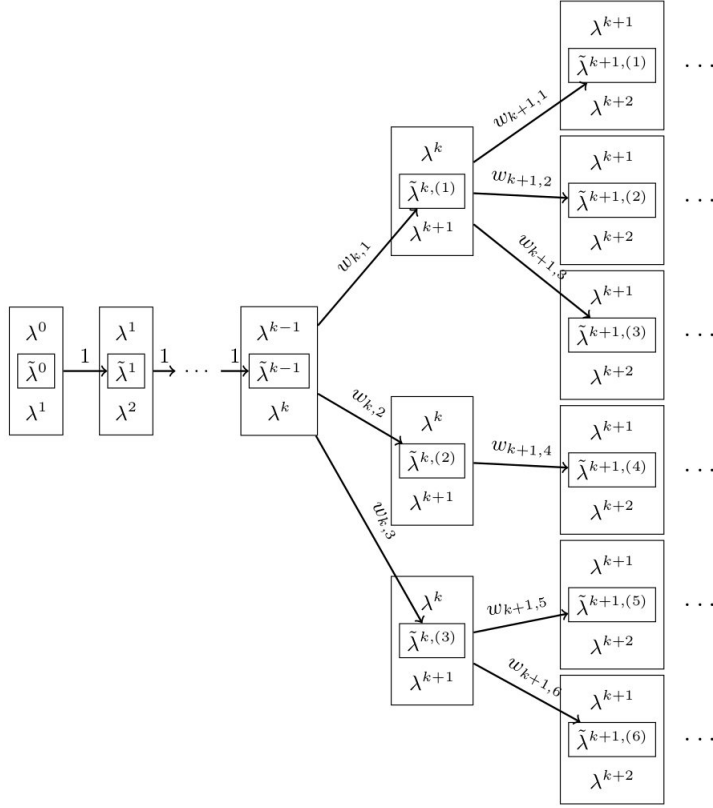 λ^0
λ̃^0
λ^1
1
λ^1
λ̃^1
λ^2
1
· · ·
1
λ^{k−1}
λ̃^{k−1}
λ^k
w_{k,1}
w_{k,2}
w_{k,3}
λ^k
λ̃^{k,(1)}
λ^{k+1}
λ^k
λ̃^{k,(2)}
λ^{k+1}
λ^k
λ̃^{k,(3)}
λ^{k+1}
w_{k+1,1}
w_{k+1,2}
w_{k+1,3}
w_{k+1,4}
w_{k+1,5}
w_{k+1,6}
λ^{k+1}
λ̃^{k+1,(1)}
λ^{k+2}
· · ·
λ^{k+1}
λ̃^{k+1,(2)}
λ^{k+2}
· · ·
λ^{k+1}
λ̃^{k+1,(3)}
λ^{k+2}
· · ·
λ^{k+1}
λ̃^{k+1,(4)}
λ^{k+2}
· · ·
λ^{k+1}
λ̃^{k+1,(5)}
λ^{k+2}
· · ·
λ^{k+1}
λ̃^{k+1,(6)}
λ^{k+2}
· · ·